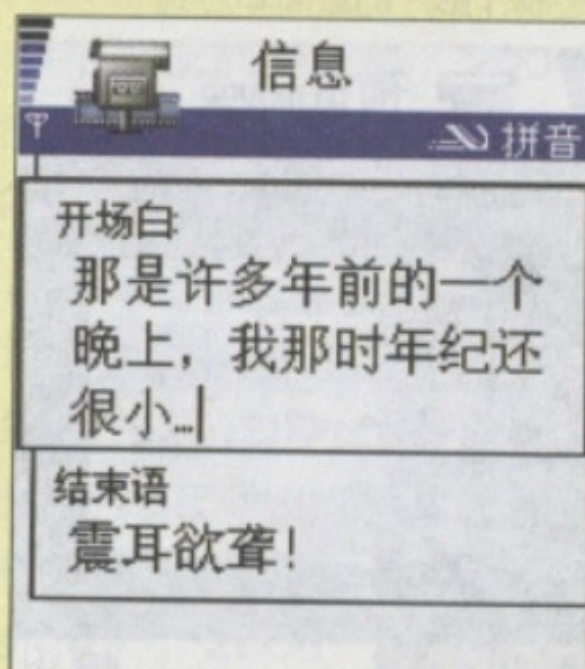 信息
拼音
开场白:
那是许多年前的一个
晚上，我那时年纪还
很小...
结束语
震耳欲聋！